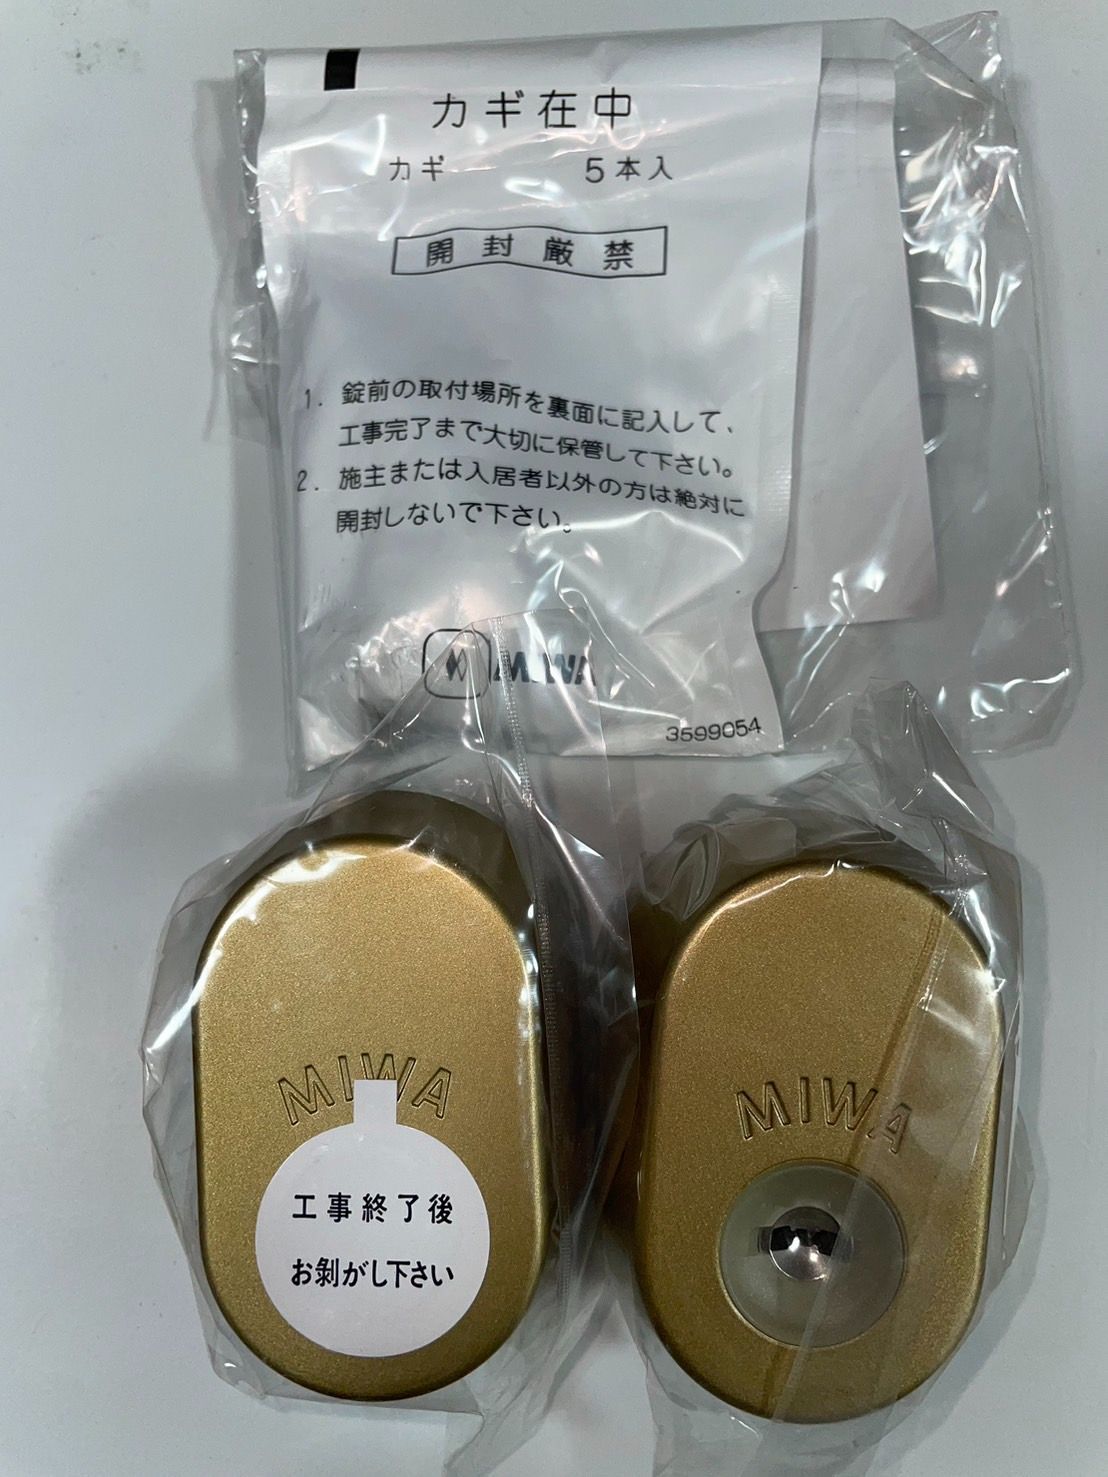 カギ在中
カギ 5本入
開封厳禁
1. 錠前の取付場所を裏面に記入して、
工事完了まで大切に保管して下さい。
2. 施主または入居者以外の方は絶対に
開封しないで下さい。
MIWA
3599054
MIWA
工事終了後
お剝がし下さい
MIWA